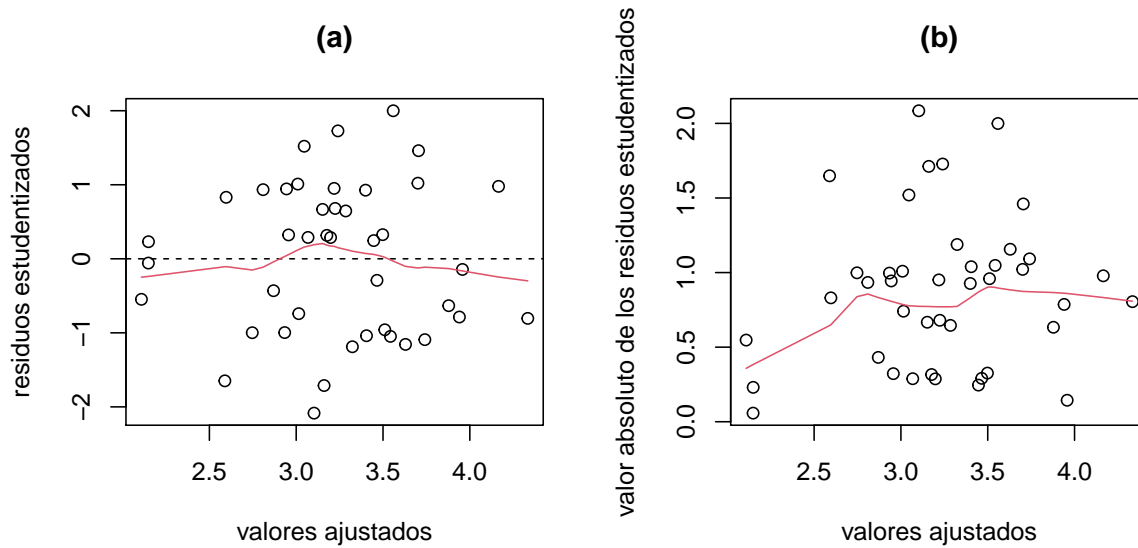 (a)
residuos estudentizados
2
1
0
−1
−2
2.5 3.0 3.5 4.0
valores ajustados
(b)
valor absoluto de los residuos estudentizados
2.0
1.5
1.0
0.5
0.0
2.5 3.0 3.5 4.0
valores ajustados